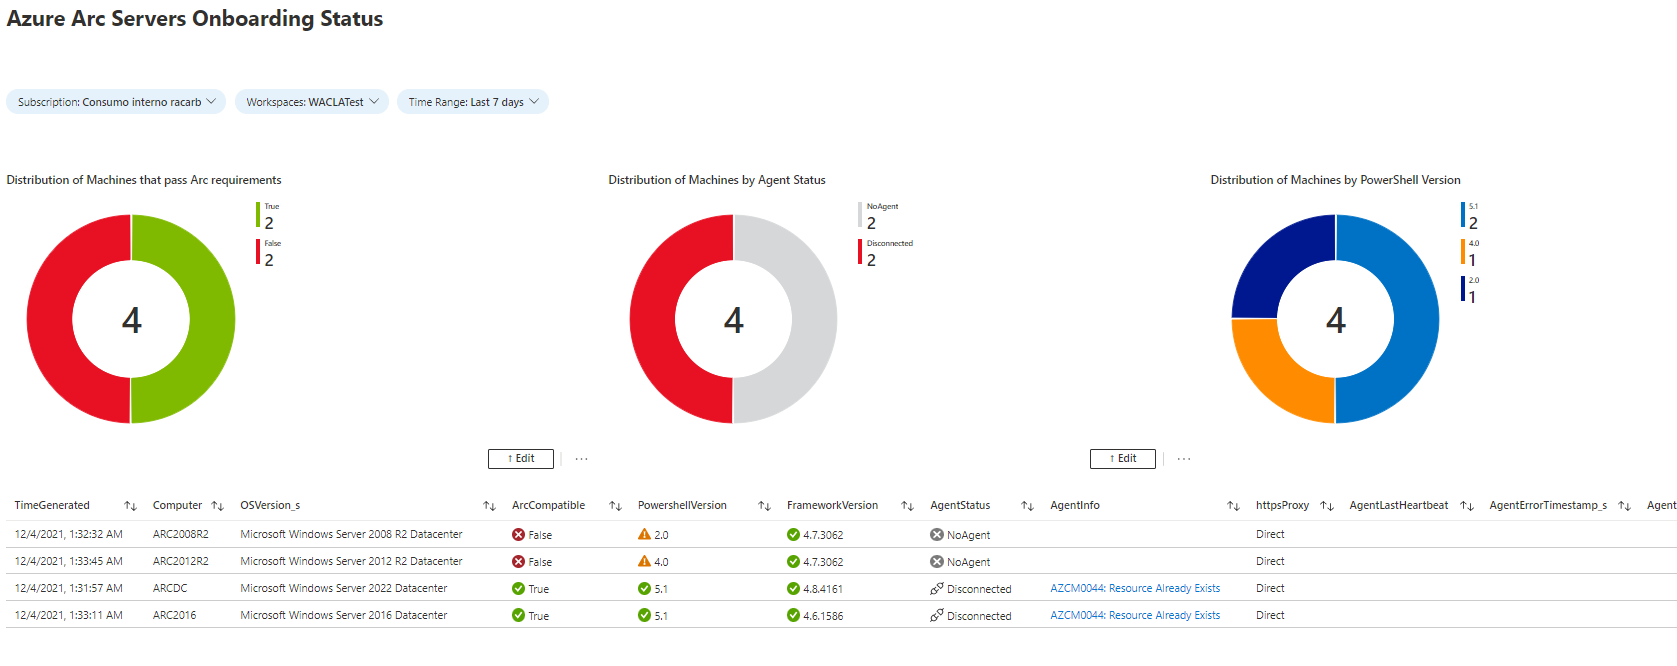 Azure Arc Servers Onboarding Status
Subscription: Consumo interno racarb Workspaces: WACLATest Time Range: Last 7 days
Distribution of Machines that pass Arc requirements
True
2
False
2
4
Distribution of Machines by Agent Status
NoAgent
2
Disconnected
2
4
Distribution of Machines by PowerShell Version
5.1
2
4.0
1
2.0
1
4
↑ Edit ...
↑ Edit ...
TimeGenerated ↑↓ Computer ↑↓ OSVersion_s ↑↓ ArcCompatible ↑↓ PowershellVersion ↑↓ FrameworkVersion ↑↓ AgentStatus ↑↓ AgentInfo ↑↓ httpsProxy ↑↓ AgentLastHeartbeat ↑↓ AgentErrorTimestamp_s ↑↓ Agent
12/4/2021, 1:32:32 AM ARC2008R2 Microsoft Windows Server 2008 R2 Datacenter False 2.0 4.7.3062 NoAgent Direct
12/4/2021, 1:33:45 AM ARC2012R2 Microsoft Windows Server 2012 R2 Datacenter False 4.0 4.7.3062 NoAgent Direct
12/4/2021, 1:31:57 AM ARCDC Microsoft Windows Server 2022 Datacenter True 5.1 4.8.4161 Disconnected AZCM0044: Resource Already Exists Direct
12/4/2021, 1:33:11 AM ARC2016 Microsoft Windows Server 2016 Datacenter True 5.1 4.6.1586 Disconnected AZCM0044: Resource Already Exists Direct